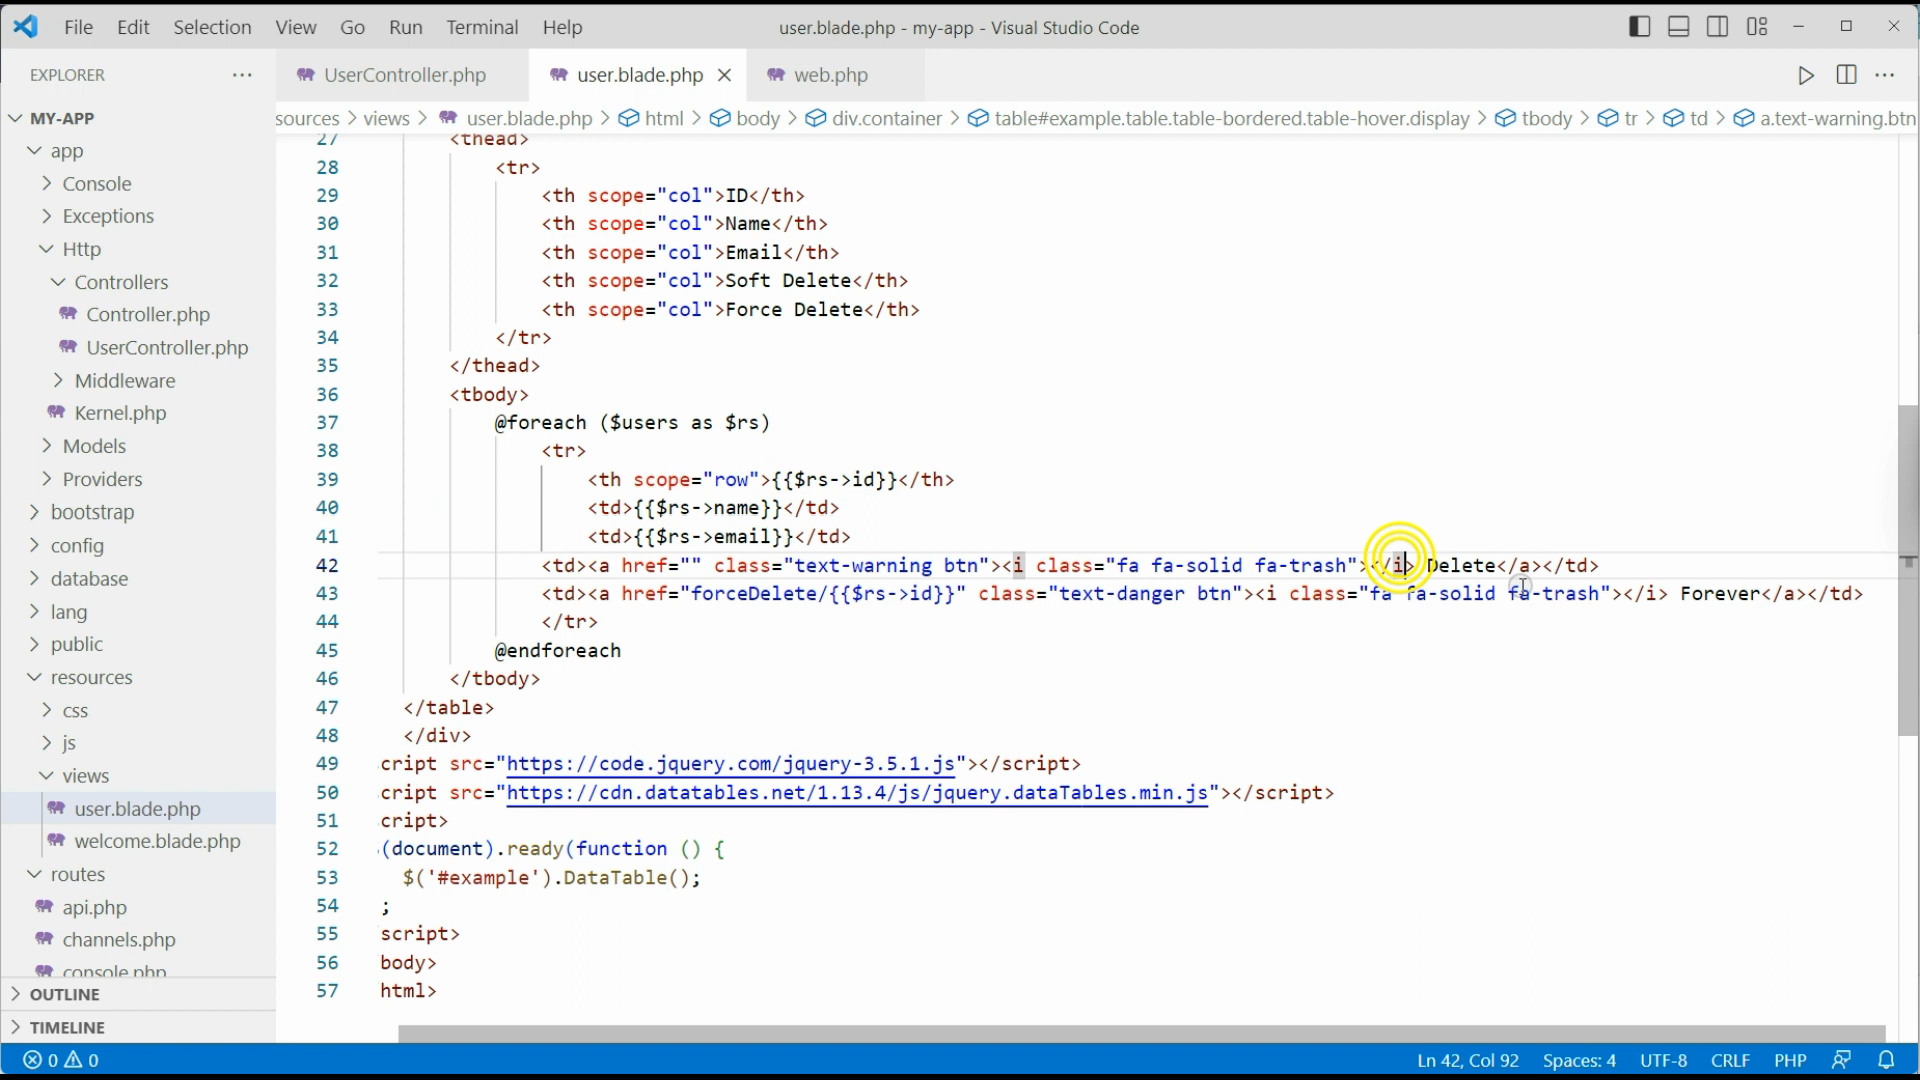 File Edit Selection View Go Run Terminal Help
user.blade.php - my-app - Visual Studio Code
EXPLORER
UserController.php
user.blade.php
web.php
MY-APP
app
Console
Exceptions
Http
Controllers
Controller.php
UserController.php
Middleware
Kernel.php
Models
Providers
bootstrap
config
database
lang
public
resources
css
js
views
user.blade.php
welcome.blade.php
routes
api.php
channels.php
console.php
OUTLINE
TIMELINE
sources > views > user.blade.php > html > body > div.container > table#example.table.table-bordered.table-hover.display > tbody > tr > td > a.text-warning.btn
27 <thead>
28 <tr>
29 <th scope="col">ID</th>
30 <th scope="col">Name</th>
31 <th scope="col">Email</th>
32 <th scope="col">Soft Delete</th>
33 <th scope="col">Force Delete</th>
34 </tr>
35 </thead>
36 <tbody>
37 @foreach ($users as $rs)
38 <tr>
39 <th scope="row">{{$rs->id}}</th>
40 <td>{{$rs->name}}</td>
41 <td>{{$rs->email}}</td>
42 <td><a href="" class="text-warning btn"><i class="fa fa-solid fa-trash"></i> Delete</a></td>
43 <td><a href="forceDelete/{{$rs->id}}" class="text-danger btn"><i class="fa fa-solid fa-trash"></i> Forever</a></td>
44 </tr>
45 @endforeach
46 </tbody>
47 </table>
48 </div>
49 cript src="https://code.jquery.com/jquery-3.5.1.js"></script>
50 cript src="https://cdn.datatables.net/1.13.4/js/jquery.dataTables.min.js"></script>
51 cript>
52 (document).ready(function () {
53 $('#example').DataTable();
54 ;
55 script>
56 body>
57 html>
0 0
Ln 42, Col 92 Spaces: 4 UTF-8 CRLF PHP